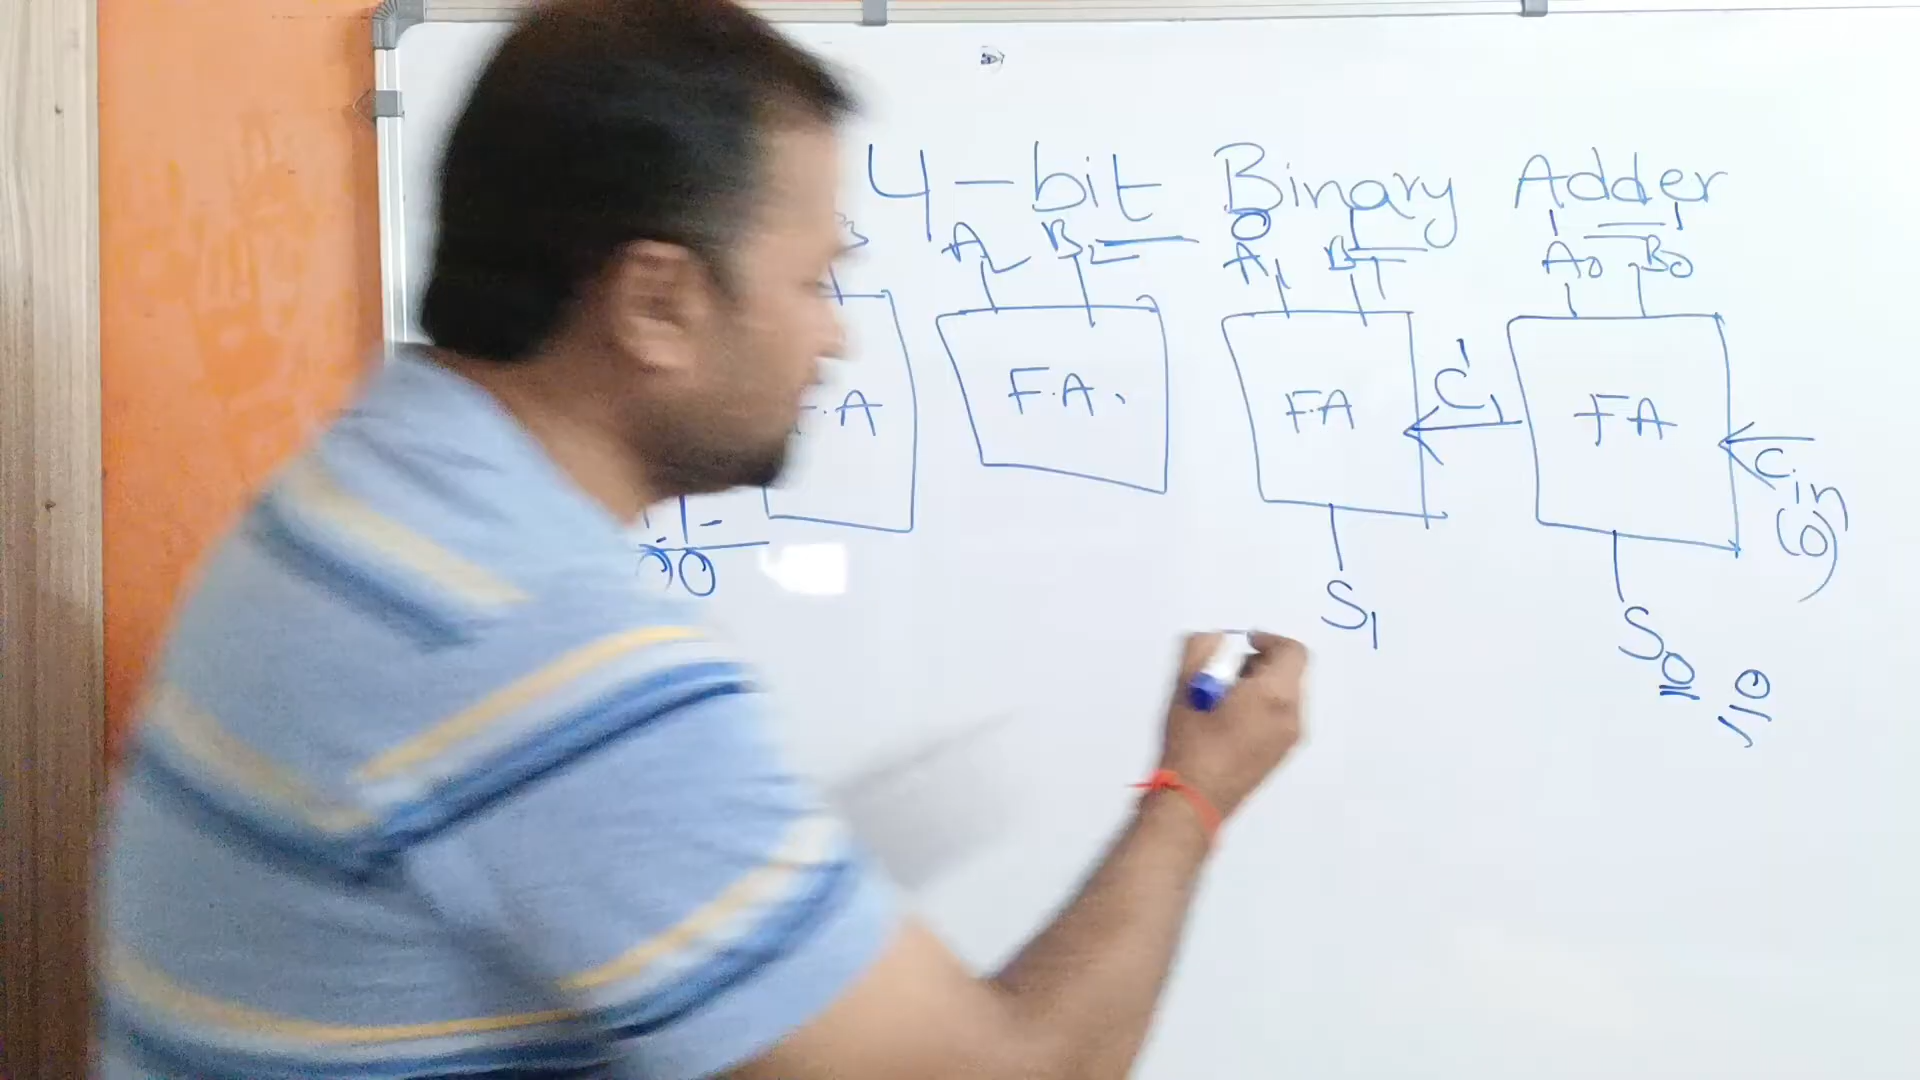 4-bit Binary Adder
0 1 1 1
A2 B2 A1 B1 A0 B0
F.A F.A. FA C1 1 FA Cin
(0)
00
S1 S0 0